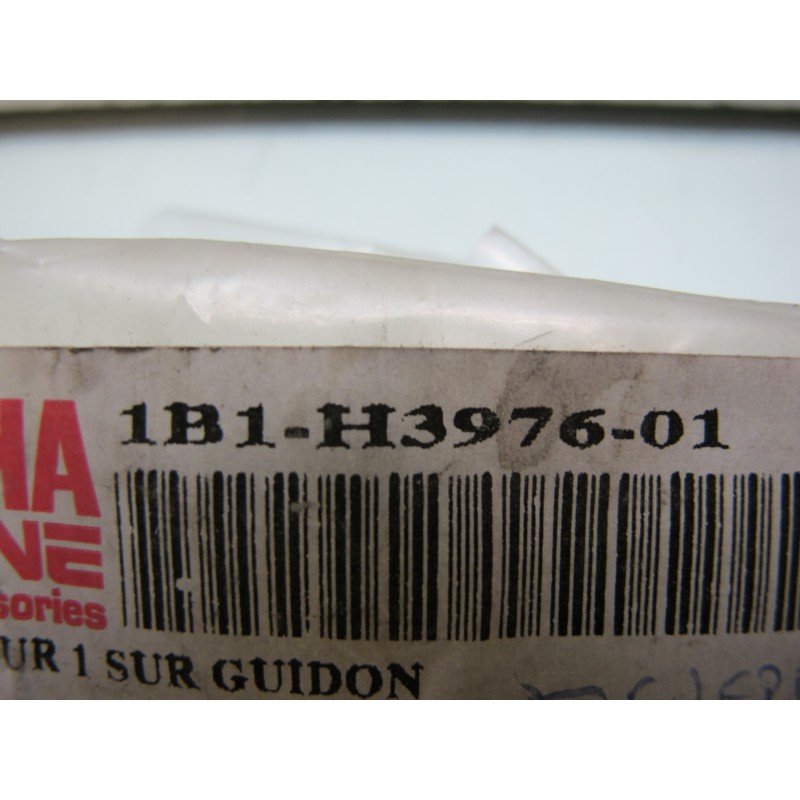 1B1-H3976-01
HA
NE
sories
UR 1 SUR GUIDON